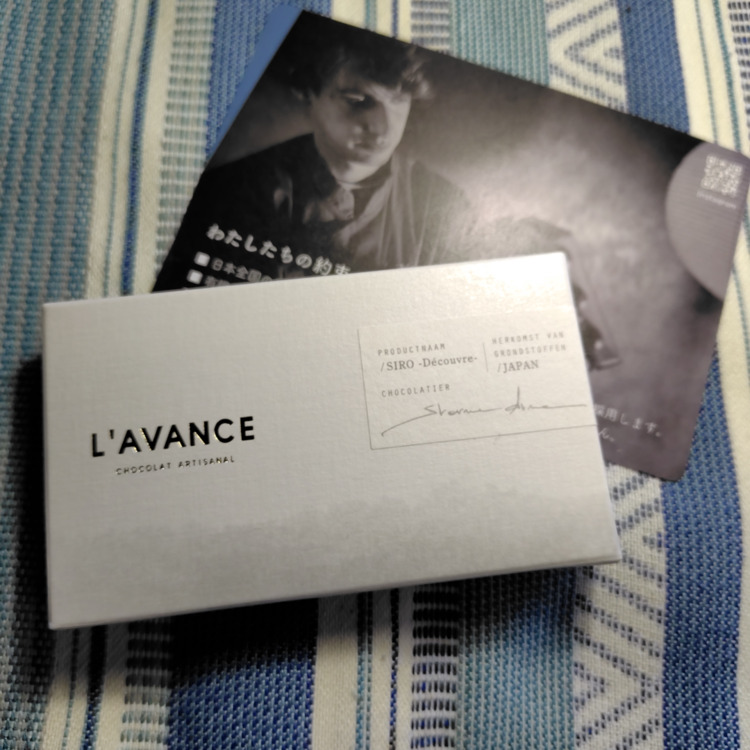 わたしたちの約束
日本全国
L'AVANCE
CHOCOLAT ARTISANAL
PRODUCTNAAM
/SIRO -Découvre-
HERKOMST VAN
GRONDSTOFFEN
/JAPAN
CHOCOLATIER
採用します。